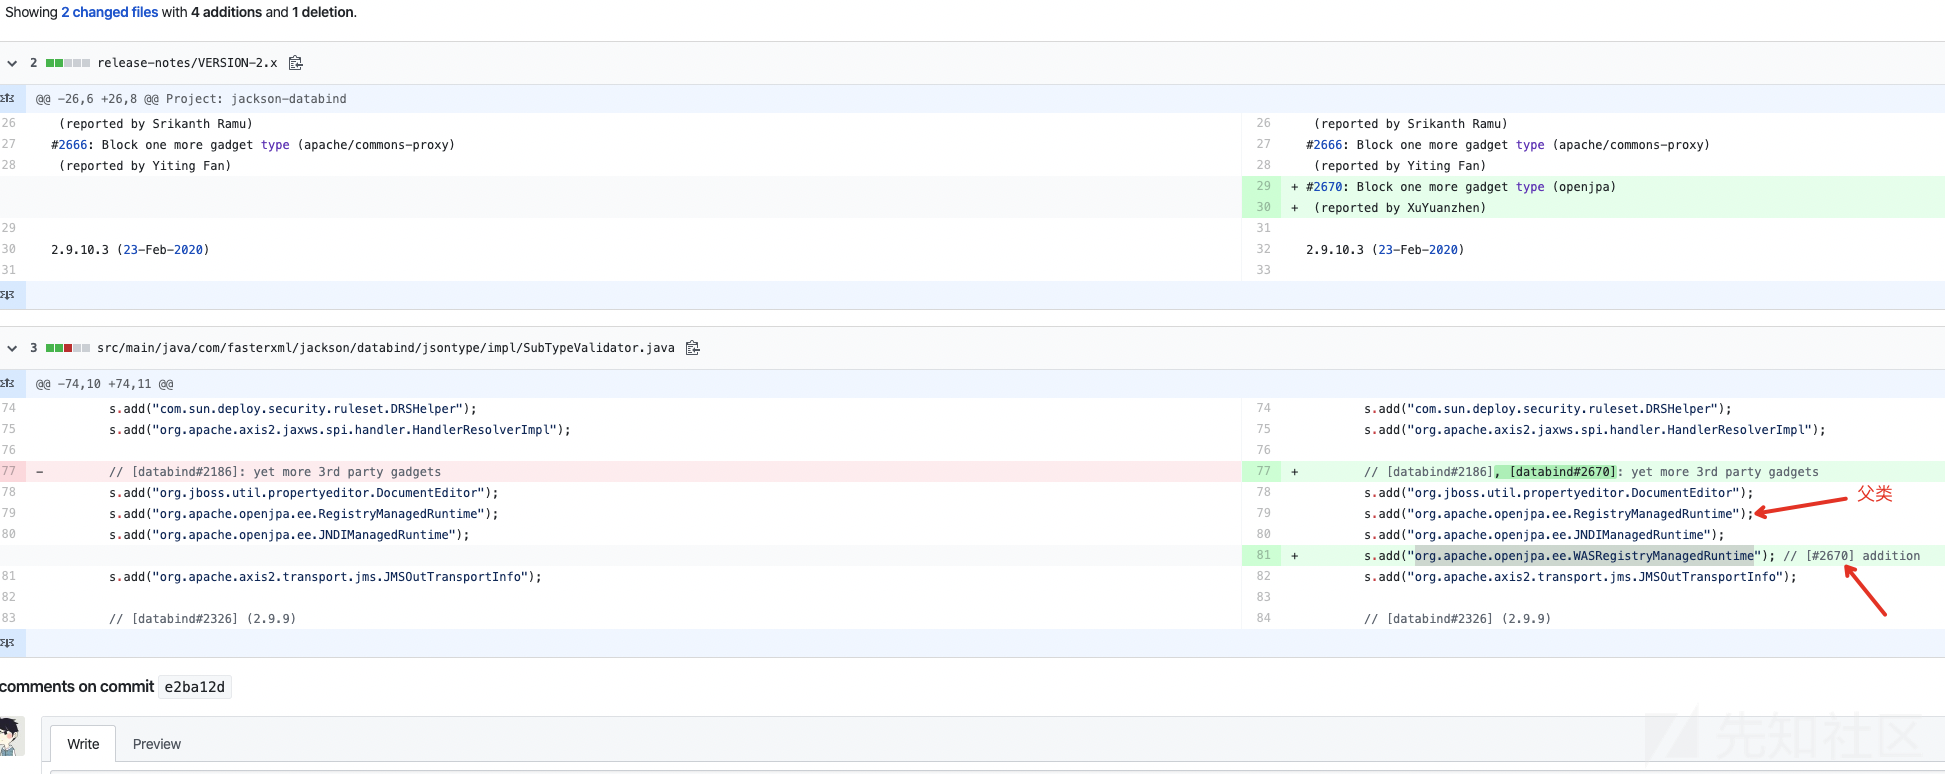 Showing 2 changed files with 4 additions and 1 deletion.
2 release-notes/VERSION-2.x
@@ -26,6 +26,8 @@ Project: jackson-databind
26 (reported by Srikanth Ramu) 26 (reported by Srikanth Ramu)
27 #2666: Block one more gadget type (apache/commons-proxy) 27 #2666: Block one more gadget type (apache/commons-proxy)
28 (reported by Yiting Fan) 28 (reported by Yiting Fan)
29 + #2670: Block one more gadget type (openjpa)
30 + (reported by XuYuanzhen)
29 31
30 2.9.10.3 (23-Feb-2020) 32 2.9.10.3 (23-Feb-2020)
31 33
3 src/main/java/com/fasterxml/jackson/databind/jsontype/impl/SubTypeValidator.java
@@ -74,10 +74,11 @@
74 s.add("com.sun.deploy.security.ruleset.DRSHelper"); 74 s.add("com.sun.deploy.security.ruleset.DRSHelper");
75 s.add("org.apache.axis2.jaxws.spi.handler.HandlerResolverImpl"); 75 s.add("org.apache.axis2.jaxws.spi.handler.HandlerResolverImpl");
76 76
77 - // [databind#2186]: yet more 3rd party gadgets 77 + // [databind#2186], [databind#2670]: yet more 3rd party gadgets
78 s.add("org.jboss.util.propertyeditor.DocumentEditor"); 78 s.add("org.jboss.util.propertyeditor.DocumentEditor");
79 s.add("org.apache.openjpa.ee.RegistryManagedRuntime"); 79 s.add("org.apache.openjpa.ee.RegistryManagedRuntime"); 父类
80 s.add("org.apache.openjpa.ee.JNDIManagedRuntime"); 80 s.add("org.apache.openjpa.ee.JNDIManagedRuntime");
81 + s.add("org.apache.openjpa.ee.WASRegistryManagedRuntime"); // [#2670] addition
81 s.add("org.apache.axis2.transport.jms.JMSOutTransportInfo"); 82 s.add("org.apache.axis2.transport.jms.JMSOutTransportInfo");
82 83
83 // [databind#2326] (2.9.9) 84 // [databind#2326] (2.9.9)
comments on commit e2ba12d
Write Preview
先知社区